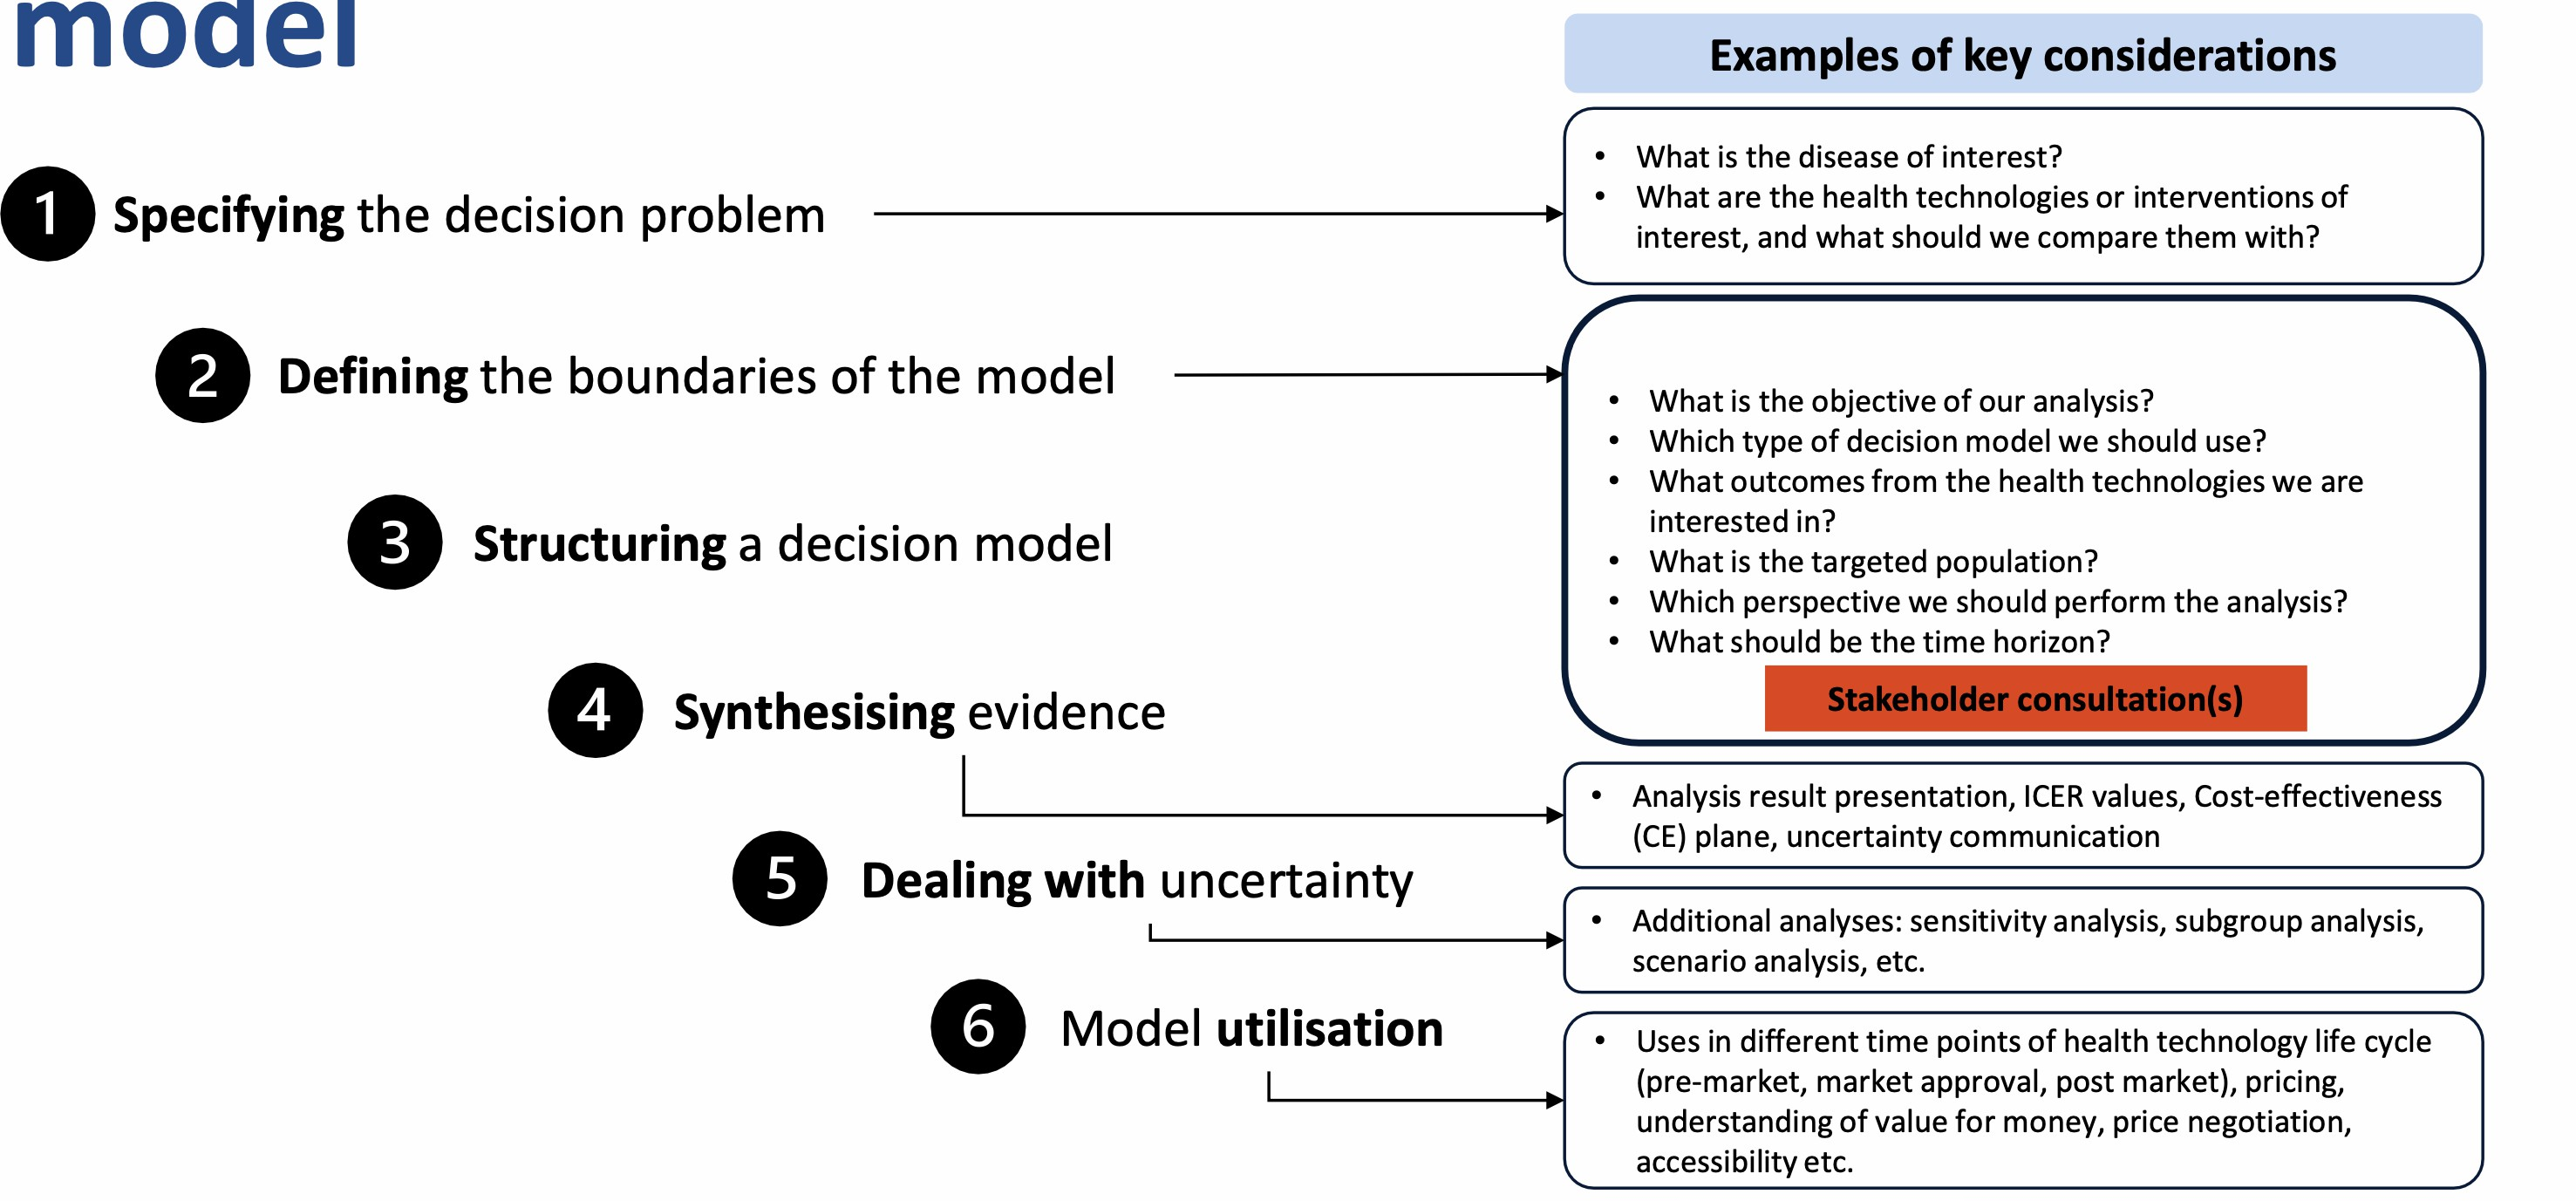 model
Examples of key considerations
1 Specifying the decision problem
• What is the disease of interest?
• What are the health technologies or interventions of
interest, and what should we compare them with?
2 Defining the boundaries of the model
3 Structuring a decision model
• What is the objective of our analysis?
• Which type of decision model we should use?
• What outcomes from the health technologies we are
interested in?
• What is the targeted population?
• Which perspective we should perform the analysis?
• What should be the time horizon?
Stakeholder consultation(s)
4 Synthesising evidence
• Analysis result presentation, ICER values, Cost-effectiveness
(CE) plane, uncertainty communication
5 Dealing with uncertainty
• Additional analyses: sensitivity analysis, subgroup analysis,
scenario analysis, etc.
6 Model utilisation
• Uses in different time points of health technology life cycle
(pre-market, market approval, post market), pricing,
understanding of value for money, price negotiation,
accessibility etc.